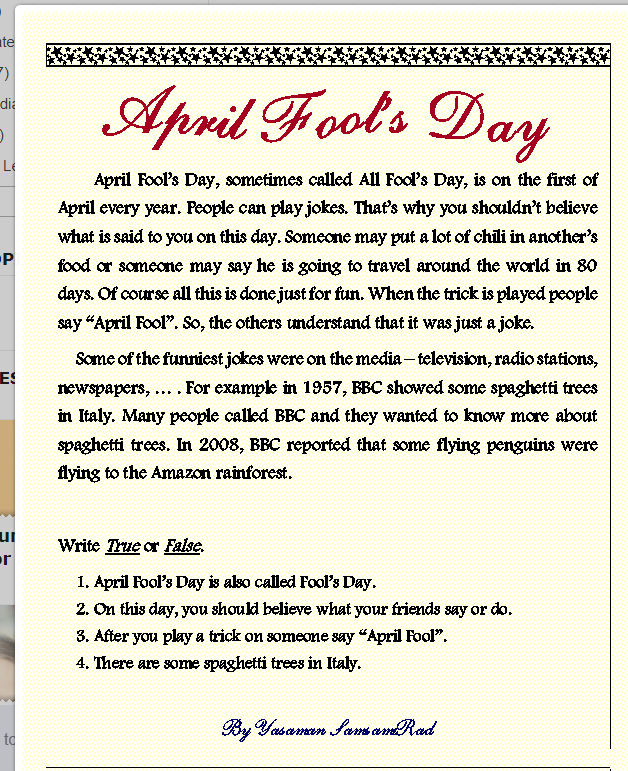 April Fool's Day
April Fool's Day, sometimes called All Fool's Day, is on the first of
April every year. People can play jokes. That's why you shouldn't believe
what is said to you on this day. Someone may put a lot of chili in another's
food or someone may say he is going to travel around the world in 80
days. Of course all this is done just for fun. When the trick is played people
say “April Fool”. So, the others understand that it was just a joke.
Some of the funniest jokes were on the media—television, radio stations,
newspapers, … . For example in 1957, BBC showed some spaghetti trees
in Italy. Many people called BBC and they wanted to know more about
spaghetti trees. In 2008, BBC reported that some flying penguins were
flying to the Amazon rainforest.
Write True or False.
1. April Fool's Day is also called Fool's Day.
2. On this day, you should believe what your friends say or do.
3. After you play a trick on someone say “April Fool”.
4. There are some spaghetti trees in Italy.
By Yasaman SamsamiRad